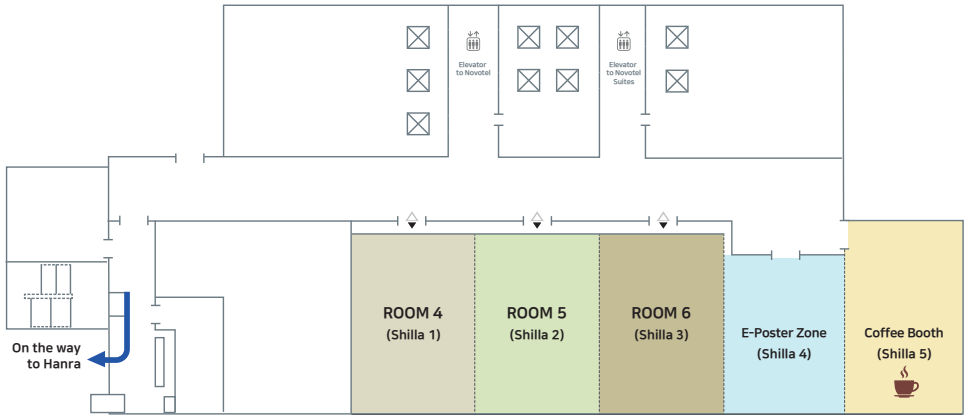 Elevator
to Novotel
Elevator
to Novotel
Suites
ROOM 4
(Shilla 1)
ROOM 5
(Shilla 2)
ROOM 6
(Shilla 3)
E-Poster Zone
(Shilla 4)
Coffee Booth
(Shilla 5)
On the way
to Hanra